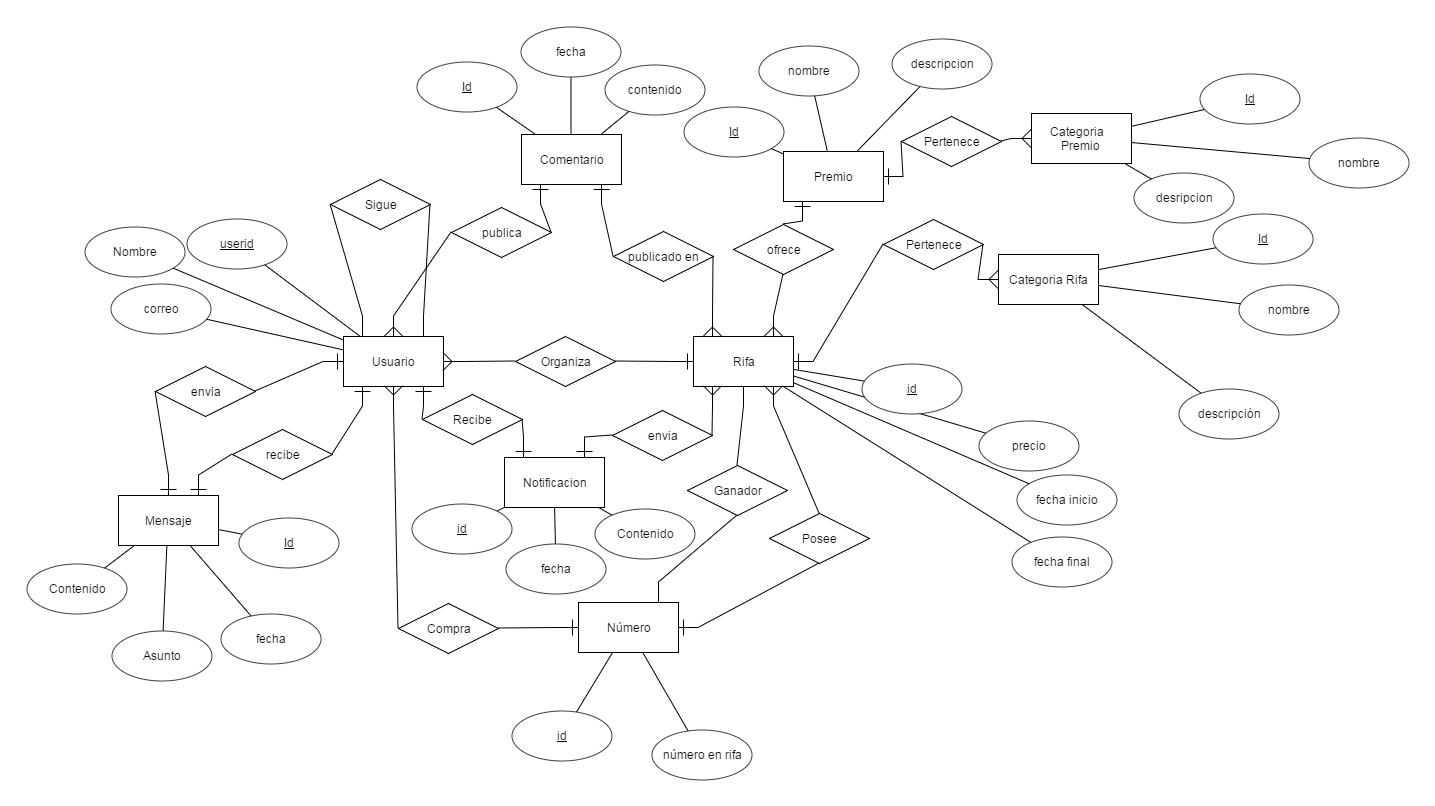 fecha
Id
contenido
Comentario
nombre
descripcion
Id
Premio
Pertenece
Categoria
Premio
Id
nombre
desripcion
Sigue
publica
publicado en
ofrece
Pertenece
Categoria Rifa
Id
nombre
descripción
Nombre
userid
correo
Usuario
Organiza
Rifa
id
precio
fecha inicio
fecha final
envia
recibe
Recibe
envia
Notificacion
id
fecha
Contenido
Ganador
Posee
Mensaje
Id
Contenido
Asunto
fecha
Compra
Número
id
número en rifa